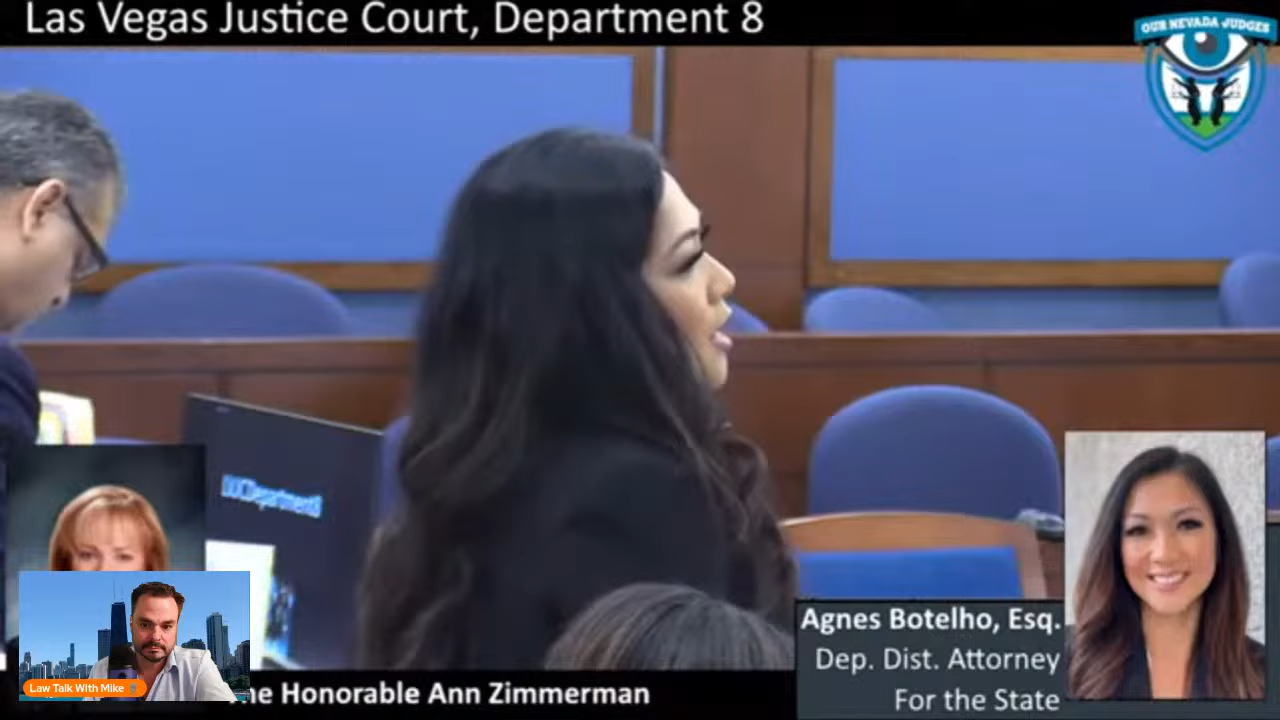 Las Vegas Justice Court, Department 8
OUR NEVADA JUDGES
Agnes Botelho, Esq.
Dep. Dist. Attorney
For the State
Law Talk With Mike
he Honorable Ann Zimmerman